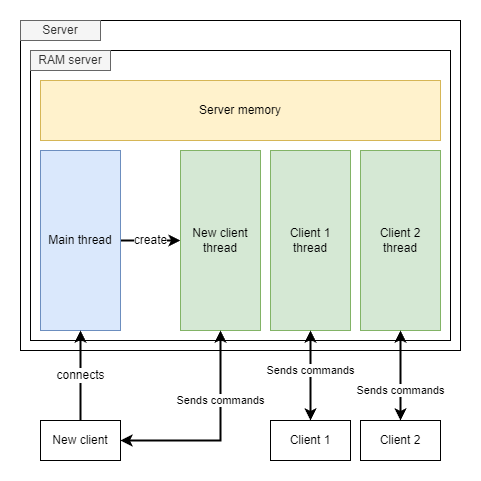 Server
RAM server
Server memory
Main thread
create
New client
thread
Client 1
thread
Client 2
thread
connects
Sends commands
Sends commands
Sends commands
New client
Client 1
Client 2